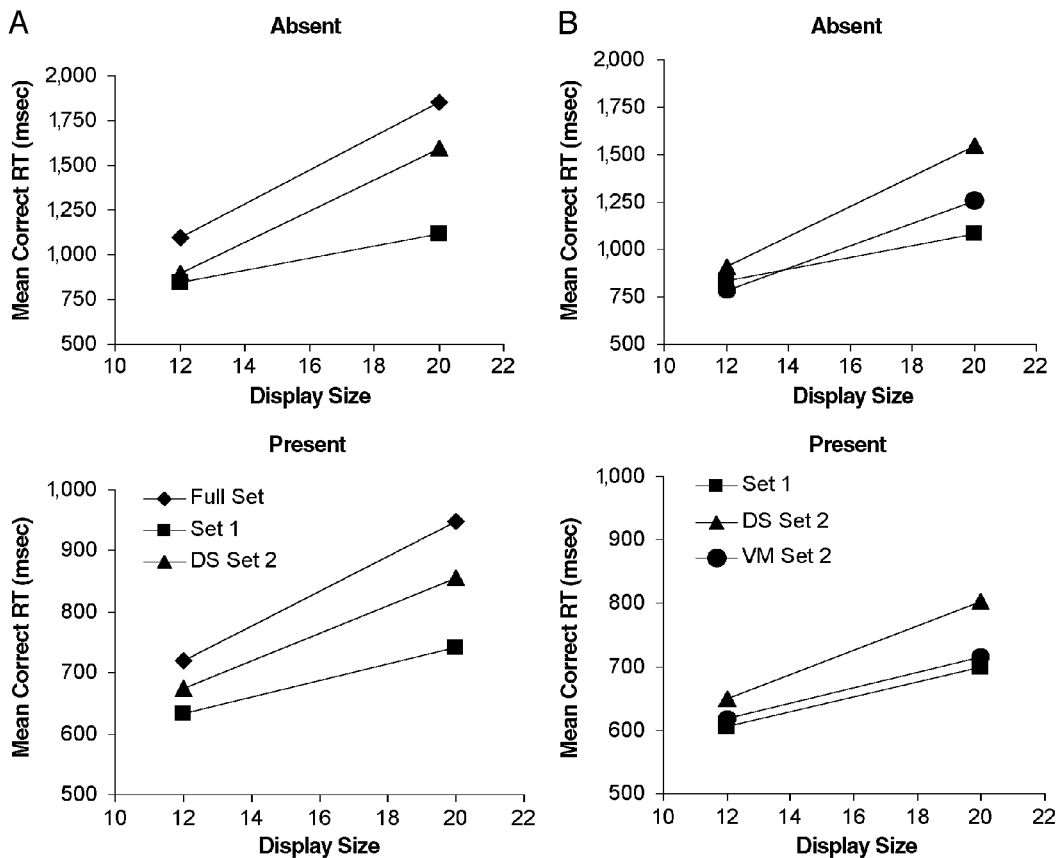 A
Absent
Mean Correct RT (msec)
2,000
1,750
1,500
1,250
1,000
750
500
10 12 14 16 18 20 22
Display Size
B
Absent
Mean Correct RT (msec)
2,000
1,750
1,500
1,250
1,000
750
500
10 12 14 16 18 20 22
Display Size
Present
Mean Correct RT (msec)
1,000
900
800
700
600
500
Full Set
Set 1
DS Set 2
10 12 14 16 18 20 22
Display Size
Present
Mean Correct RT (msec)
1,000
900
800
700
600
500
Set 1
DS Set 2
VM Set 2
10 12 14 16 18 20 22
Display Size